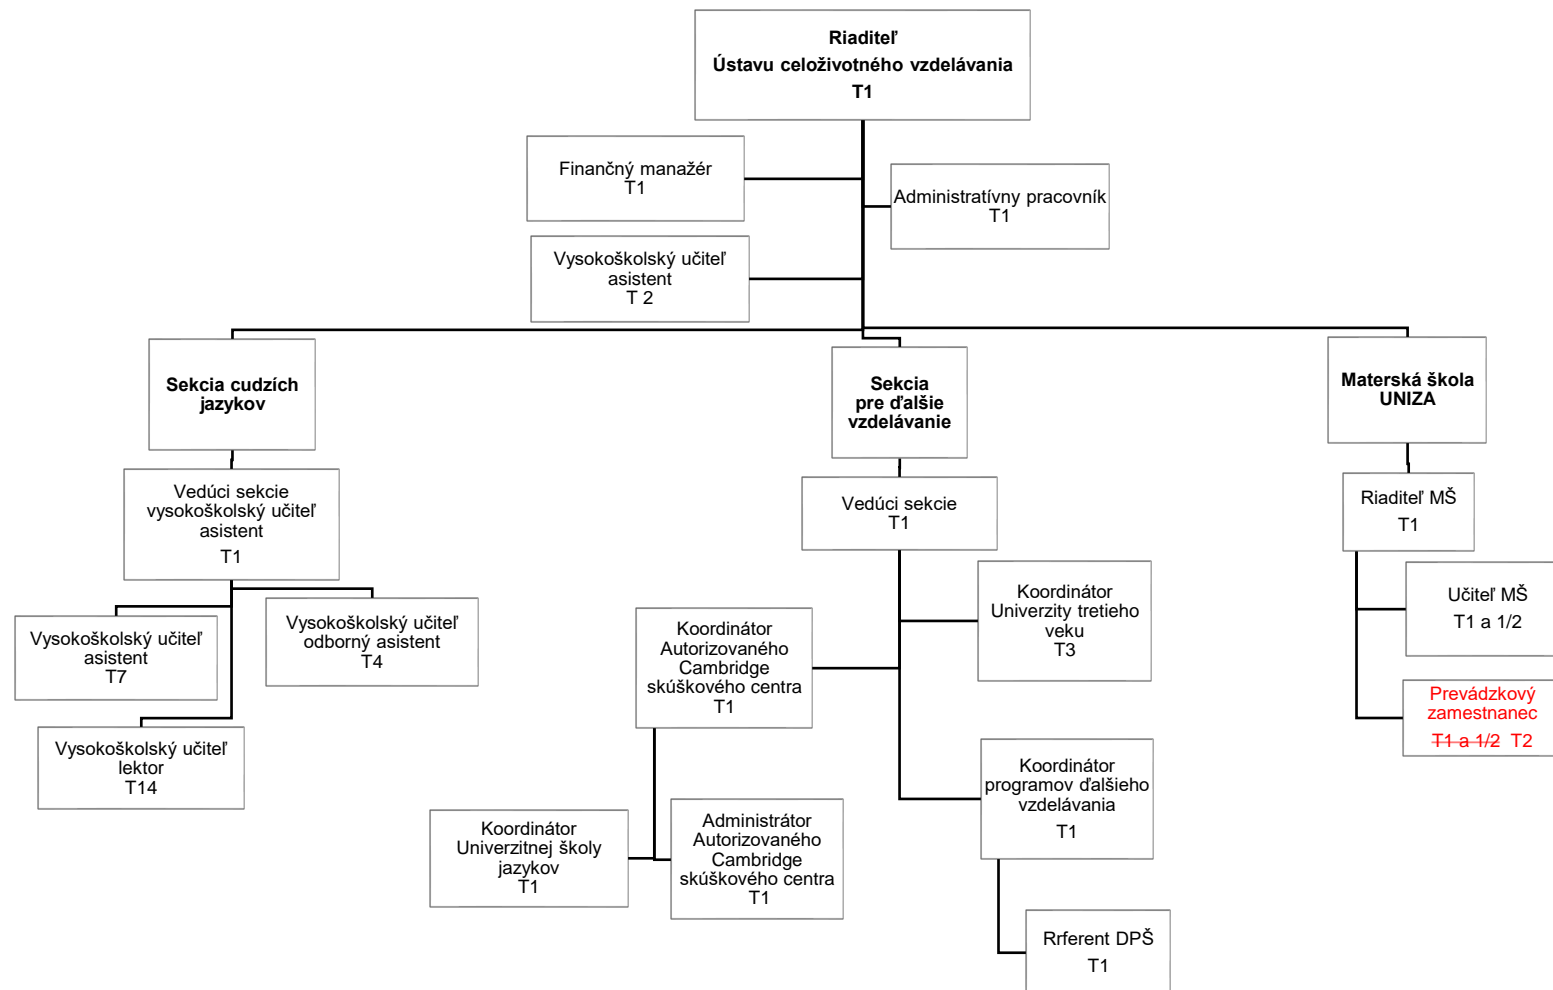 Riaditeľ
Ústavu celoživotného vzdelávania
T1
Finančný manažér
T1
Administratívny pracovník
T1
Vysokoškolský učiteľ
asistent
T 2
Sekcia cudzích
jazykov
Sekcia
pre ďalšie
vzdelávanie
Materská škola
UNIZA
Vedúci sekcie
vysokoškolský učiteľ
asistent
T1
Vedúci sekcie
T1
Riaditeľ MŠ
T1
Vysokoškolský učiteľ
asistent
T7
Vysokoškolský učiteľ
odborný asistent
T4
Vysokoškolský učiteľ
lektor
T14
Koordinátor
Autorizovaného
Cambridge
skúškového centra
T1
Koordinátor
Univerzity tretieho
veku
T3
Učiteľ MŠ
T1 a 1/2
Prevádzkový
zamestnanec
T1 a 1/2 T2
Koordinátor
programov ďalšieho
vzdelávania
T1
Koordinátor
Univerzitnej školy
jazykov
T1
Administrátor
Autorizovaného
Cambridge
skúškového centra
T1
Rrferent DPŠ
T1